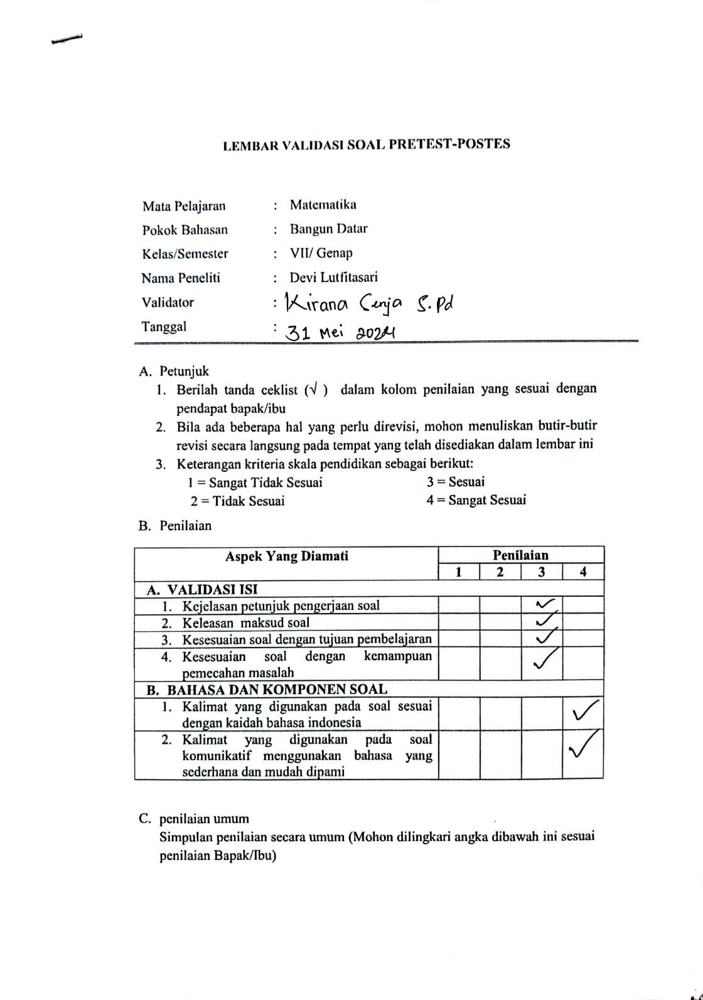 LEMBAR VALIDASI SOAL PRETEST-POSTES
Mata Pelajaran : Matematika
Pokok Bahasan : Bangun Datar
Kelas/Semester : VII/ Genap
Nama Peneliti : Devi Lutfitasari
Validator : Kirana Senja S.Pd
Tanggal : 31 Mei 2024
A. Petunjuk
1. Berilah tanda ceklist (√ ) dalam kolom penilaian yang sesuai dengan
pendapat bapak/ibu
2. Bila ada beberapa hal yang perlu direvisi, mohon menuliskan butir-butir
revisi secara langsung pada tempat yang telah disediakan dalam lembar ini
3. Keterangan kriteria skala pendidikan sebagai berikut:
1 = Sangat Tidak Sesuai 3 = Sesuai
2 = Tidak Sesuai 4 = Sangat Sesuai
B. Penilaian
Aspek Yang Diamati Penilaian
1 2 3 4
A. VALIDASI ISI
1. Kejelasan petunjuk pengerjaan soal ✓
2. Keleasan maksud soal ✓
3. Kesesuaian soal dengan tujuan pembelajaran ✓
4. Kesesuaian soal dengan kemampuan ✓
pemecahan masalah
B. BAHASA DAN KOMPONEN SOAL
1. Kalimat yang digunakan pada soal sesuai ✓
dengan kaidah bahasa indonesia
2. Kalimat yang digunakan pada soal ✓
komunikatif menggunakan bahasa yang
sederhana dan mudah dipami
C. penilaian umum
Simpulan penilaian secara umum (Mohon dilingkari angka dibawah ini sesuai
penilaian Bapak/Ibu)